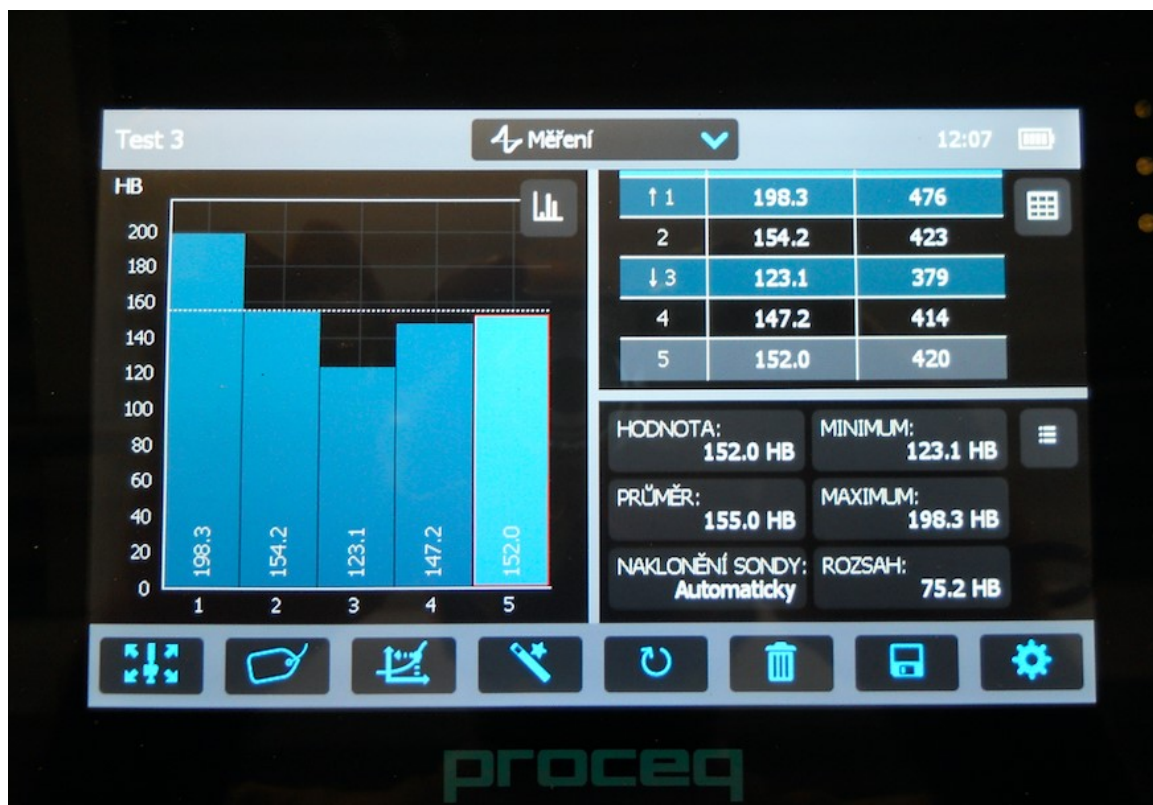 Test 3 Měření 12:07
HB
200
180
160
140
120
100
80
60
40
20
0
198.3 154.2 123.1 147.2 152.0
1 2 3 4 5
↑1 198.3 476
2 154.2 423
↓3 123.1 379
4 147.2 414
5 152.0 420
HODNOTA: MINIMUM:
152.0 HB 123.1 HB
PRŮMĚR: MAXIMUM:
155.0 HB 198.3 HB
NAKLONĚNÍ SONDY: ROZSAH:
Automaticky 75.2 HB
proceq